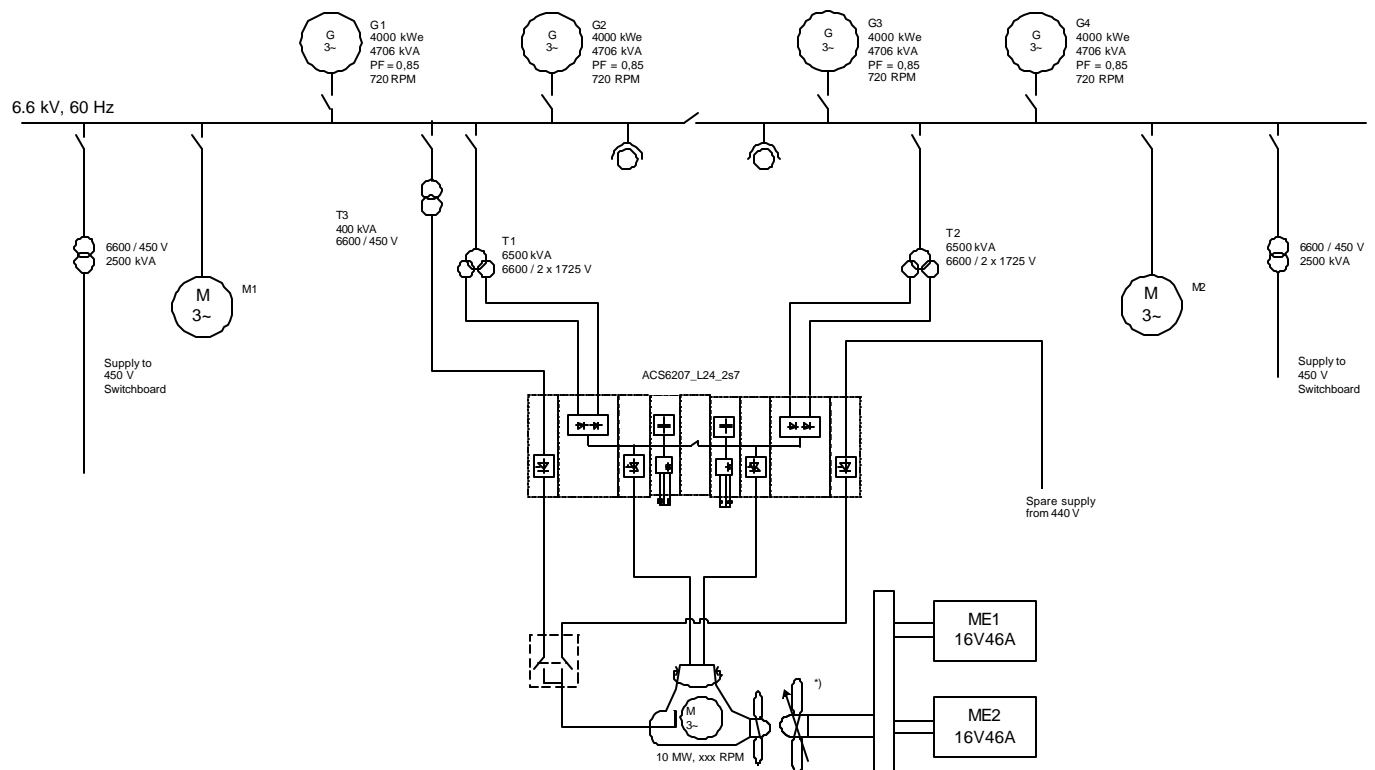 G1
4000 kWe
4706 kVA
PF = 0,85
720 RPM
G
3~
G2
4000 kWe
4706 kVA
PF = 0,85
720 RPM
G
3~
G3
4000 kWe
4706 kVA
PF = 0,85
720 RPM
G
3~
G4
4000 kWe
4706 kVA
PF = 0,85
720 RPM
G
3~
6.6 kV, 60 Hz
6600 / 450 V
2500 kVA
M
3~
M1
T3
400 kVA
6600 / 450 V
T1
6500 kVA
6600 / 2 x 1725 V
T2
6500 kVA
6600 / 2 x 1725 V
M
3~
M2
6600 / 450 V
2500 kVA
Supply to
450 V
Switchboard
Supply to
450 V
Switchboard
ACS6207_L24_2s7
Spare supply
from 440 V
ME1
16V46A
ME2
16V46A
*)
M
3~
10 MW, xxx RPM